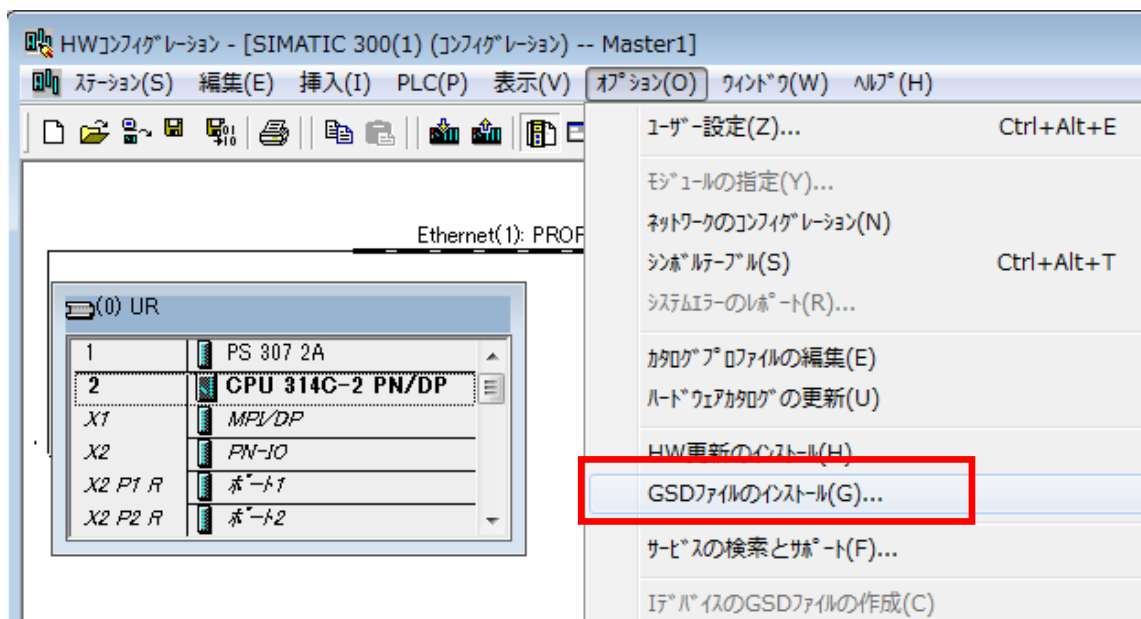 HWｺﾝﾌｨｸﾞﾚｰｼｮﾝ - [SIMATIC 300(1) (ｺﾝﾌｨｸﾞﾚｰｼｮﾝ) -- Master1]
ｽﾃｰｼｮﾝ(S) 編集(E) 挿入(I) PLC(P) 表示(V) ｵﾌﾟｼｮﾝ(O) ｳｨﾝﾄﾞｳ(W) ﾍﾙﾌﾟ(H)
ﾕｰｻﾞｰ設定(Z)... Ctrl+Alt+E
ﾓｼﾞｭｰﾙの指定(Y)...
ﾈｯﾄﾜｰｸのｺﾝﾌｨｸﾞﾚｰｼｮﾝ(N)
ｼﾝﾎﾞﾙﾃｰﾌﾞﾙ(S) Ctrl+Alt+T
ｼｽﾃﾑｴﾗｰのﾚﾎﾟｰﾄ(R)...
ｶﾀﾛｸﾞﾌﾟﾛﾌｧｲﾙの編集(E)
ﾊｰﾄﾞｳｪｱｶﾀﾛｸﾞの更新(U)
HW更新のｲﾝｽﾄｰﾙ(H)...
GSDﾌｧｲﾙのｲﾝｽﾄｰﾙ(G)...
ｻｰﾋﾞｽの検索とｻﾎﾟｰﾄ(F)...
IﾃﾞﾊﾞｲｽのGSDﾌｧｲﾙの作成(C)
Ethernet(1): PROF
(0) UR
1 PS 307 2A
2 CPU 314C-2 PN/DP
X1 MPI/DP
X2 PN-IO
X2 P1 R ﾎﾟｰﾄ1
X2 P2 R ﾎﾟｰﾄ2